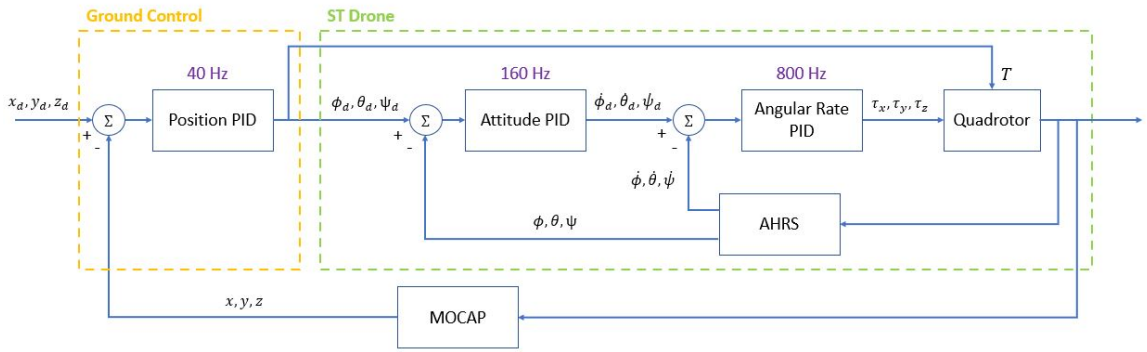 Ground Control
ST Drone
40 Hz
160 Hz
800 Hz
T
x_d, y_d, z_d
Σ
+
-
Position PID
ϕ_d, θ_d, ψ_d
Σ
+
-
Attitude PID
ϕ̇_d, θ̇_d, ψ̇_d
Σ
+
-
Angular Rate
PID
τ_x, τ_y, τ_z
Quadrotor
ϕ̇, θ̇, ψ̇
ϕ, θ, ψ
AHRS
x, y, z
MOCAP